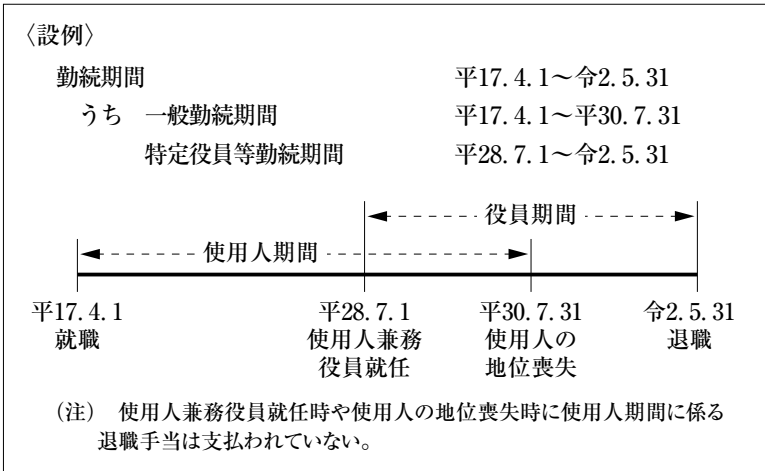 〈設例〉
勤続期間 平17.4.1～令2.5.31
うち 一般勤続期間 平17.4.1～平30.7.31
特定役員等勤続期間 平28.7.1～令2.5.31
役員期間
使用人期間
平17.4.1 平28.7.1 平30.7.31 令2.5.31
就職 使用人兼務 使用人の 退職
役員就任 地位喪失
(注) 使用人兼務役員就任時や使用人の地位喪失時に使用人期間に係る
退職手当は支払われていない。